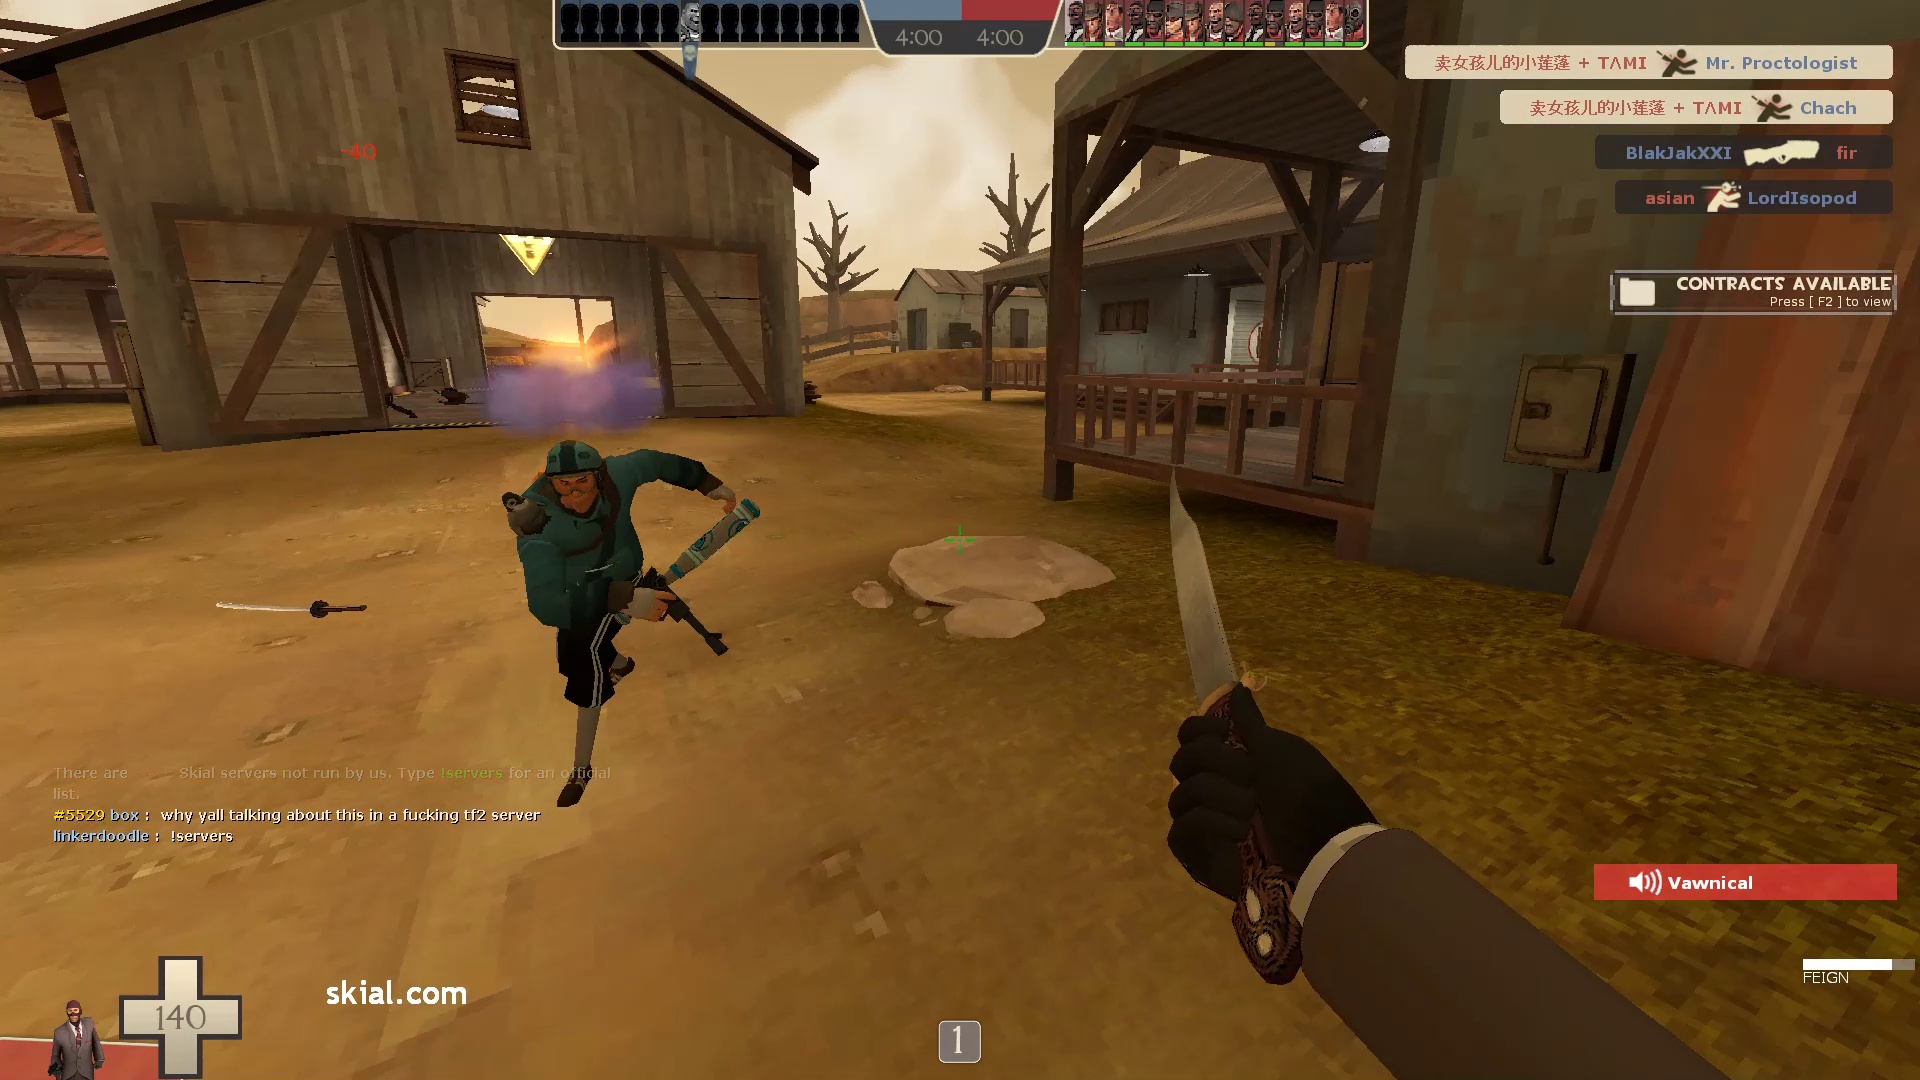 4:00 4:00
卖女孩儿的小莲蓬 + TΛMI Mr. Proctologist
卖女孩儿的小莲蓬 + TΛMI Chach
BlakJakXXI fir
asian LordIsopod
-40
CONTRACTS AVAILABLE
Press [ F2 ] to view
There are Skial servers not run by us. Type !servers for an official
list.
#5529 box : why yall talking about this in a fucking tf2 server
linkerdoodle : !servers
Vawnical
FEIGN
skial.com
140
1